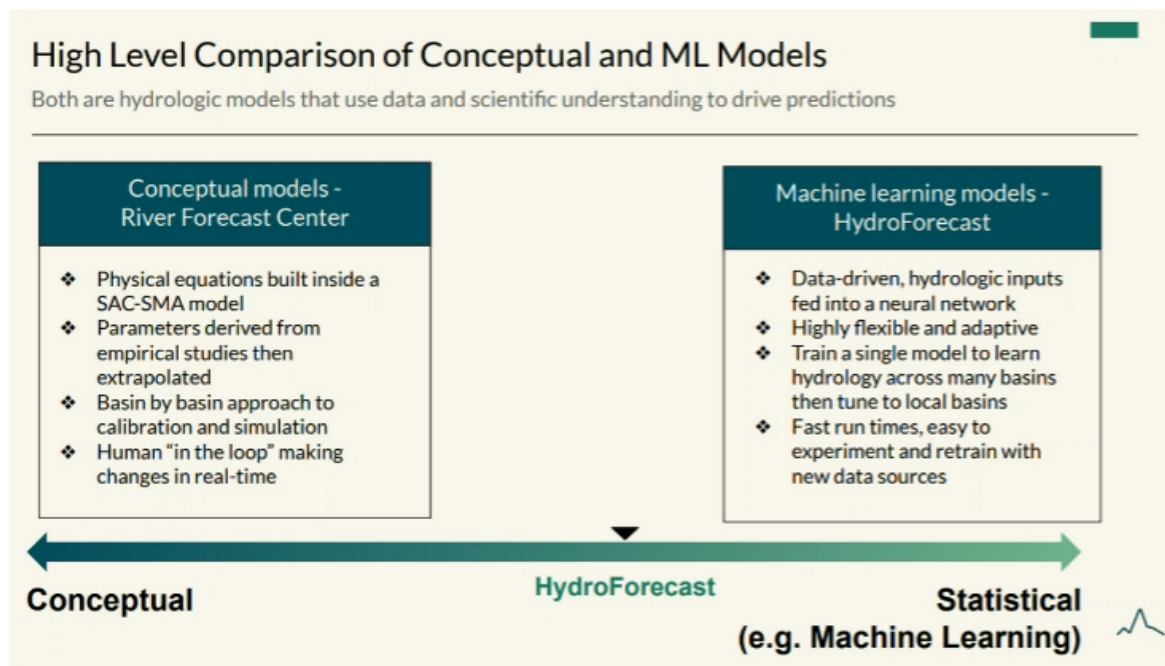 High Level Comparison of Conceptual and ML Models
Both are hydrologic models that use data and scientific understanding to drive predictions
Conceptual models -
River Forecast Center
❖ Physical equations built inside a
SAC-SMA model
❖ Parameters derived from
empirical studies then
extrapolated
❖ Basin by basin approach to
calibration and simulation
❖ Human “in the loop” making
changes in real-time
Machine learning models -
HydroForecast
❖ Data-driven, hydrologic inputs
fed into a neural network
❖ Highly flexible and adaptive
❖ Train a single model to learn
hydrology across many basins
then tune to local basins
❖ Fast run times, easy to
experiment and retrain with
new data sources
Conceptual
HydroForecast
Statistical
(e.g. Machine Learning)